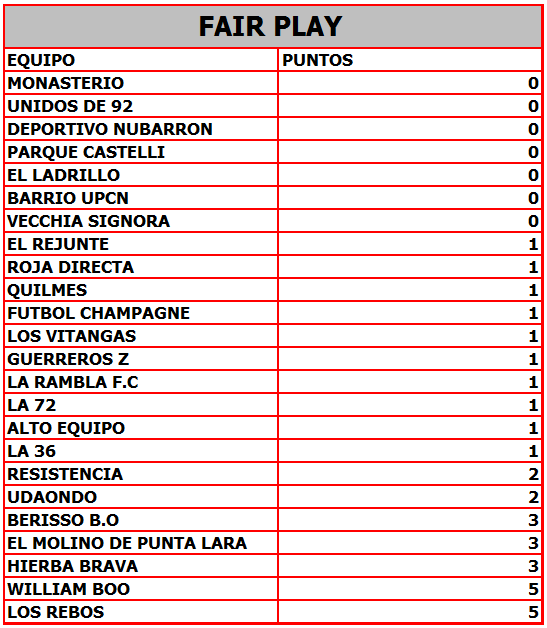 FAIR PLAY
EQUIPO PUNTOS
MONASTERIO 0
UNIDOS DE 92 0
DEPORTIVO NUBARRON 0
PARQUE CASTELLI 0
EL LADRILLO 0
BARRIO UPCN 0
VECCHIA SIGNORA 0
EL REJUNTE 1
ROJA DIRECTA 1
QUILMES 1
FUTBOL CHAMPAGNE 1
LOS VITANGAS 1
GUERREROS Z 1
LA RAMBLA F.C 1
LA 72 1
ALTO EQUIPO 1
LA 36 1
RESISTENCIA 2
UDAONDO 2
BERISSO B.O 3
EL MOLINO DE PUNTA LARA 3
HIERBA BRAVA 3
WILLIAM BOO 5
LOS REBOS 5